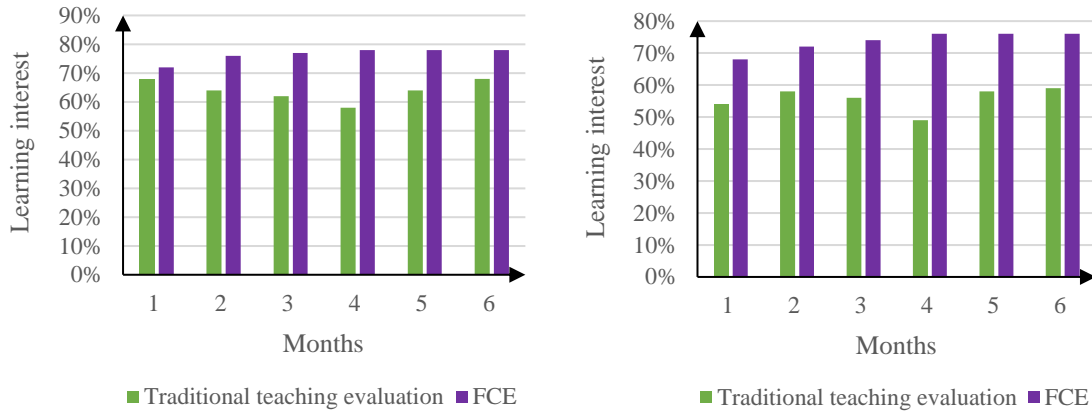 90%
80%
70%
60%
50%
40%
30%
20%
10%
0%
Learning interest
1 2 3 4 5 6
Months
Traditional teaching evaluation FCE
80%
70%
60%
50%
40%
30%
20%
10%
0%
Learning interest
1 2 3 4 5 6
Months
Traditional teaching evaluation FCE